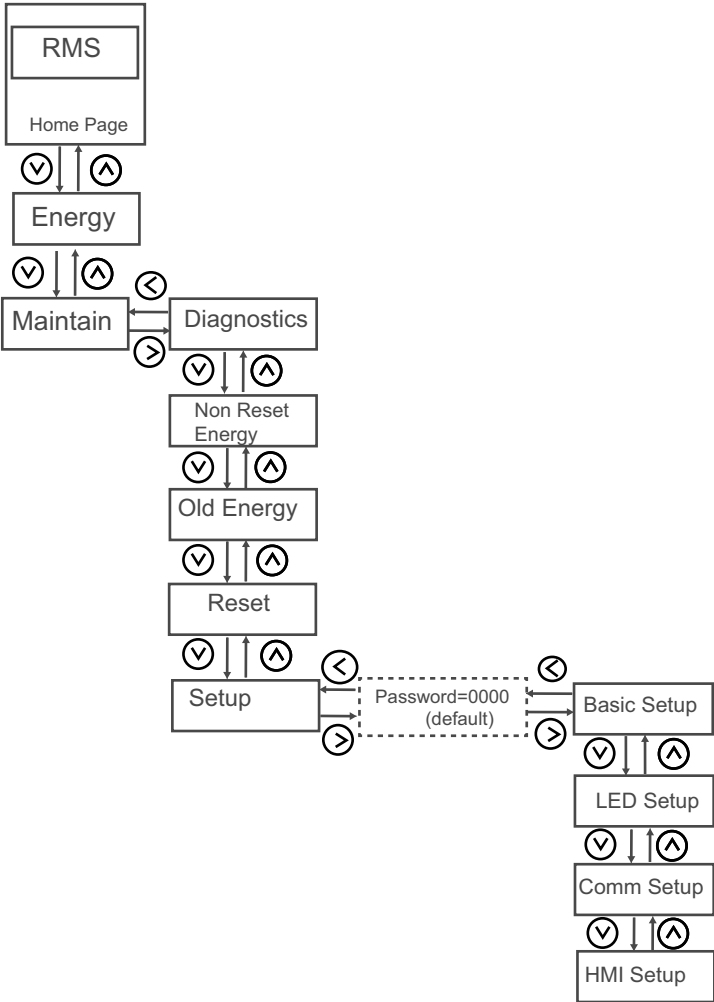 RMS
Home Page
Energy
Maintain
Diagnostics
Non Reset
Energy
Old Energy
Reset
Setup
Password=0000
(default)
Basic Setup
LED Setup
Comm Setup
HMI Setup